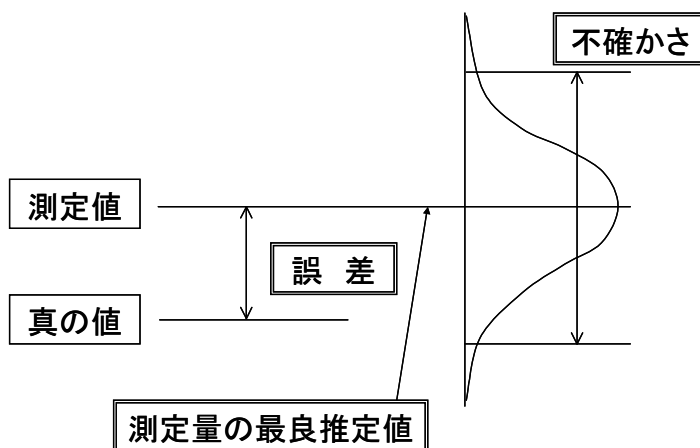 不確かさ
測定値
誤 差
真の値
測定量の最良推定値